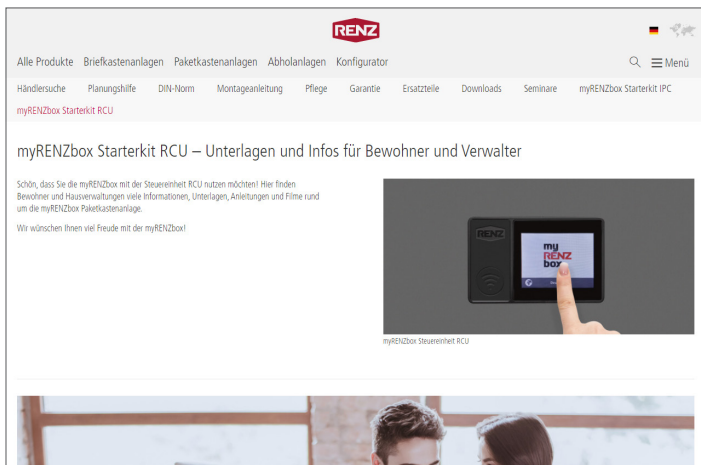 RENZ
Alle Produkte Briefkastenanlagen Paketkastenanlagen Abholanlagen Konfigurator Menü
Händlersuche Planungshilfe DIN-Norm Montageanleitung Pflege Garantie Ersatzteile Downloads Seminare myRENZbox Starterkit IPC
myRENZbox Starterkit RCU
myRENZbox Starterkit RCU – Unterlagen und Infos für Bewohner und Verwalter
Schön, dass Sie die myRENZbox mit der Steuereinheit RCU nutzen möchten! Hier finden
Bewohner und Hausverwaltungen viele Informationen, Unterlagen, Anleitungen und Filme rund
um die myRENZbox Paketkastenanlage.
Wir wünschen Ihnen viel Freude mit der myRENZbox!
RENZ
my
RENZ
box
myRENZbox Steuereinheit RCU